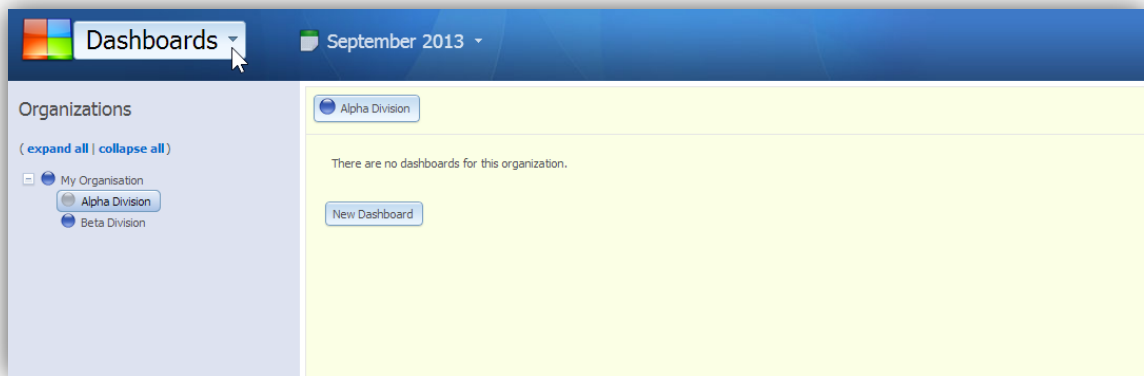 Dashboards
September 2013
Organizations
( expand all | collapse all )
My Organisation
Alpha Division
Beta Division
Alpha Division
There are no dashboards for this organization.
New Dashboard